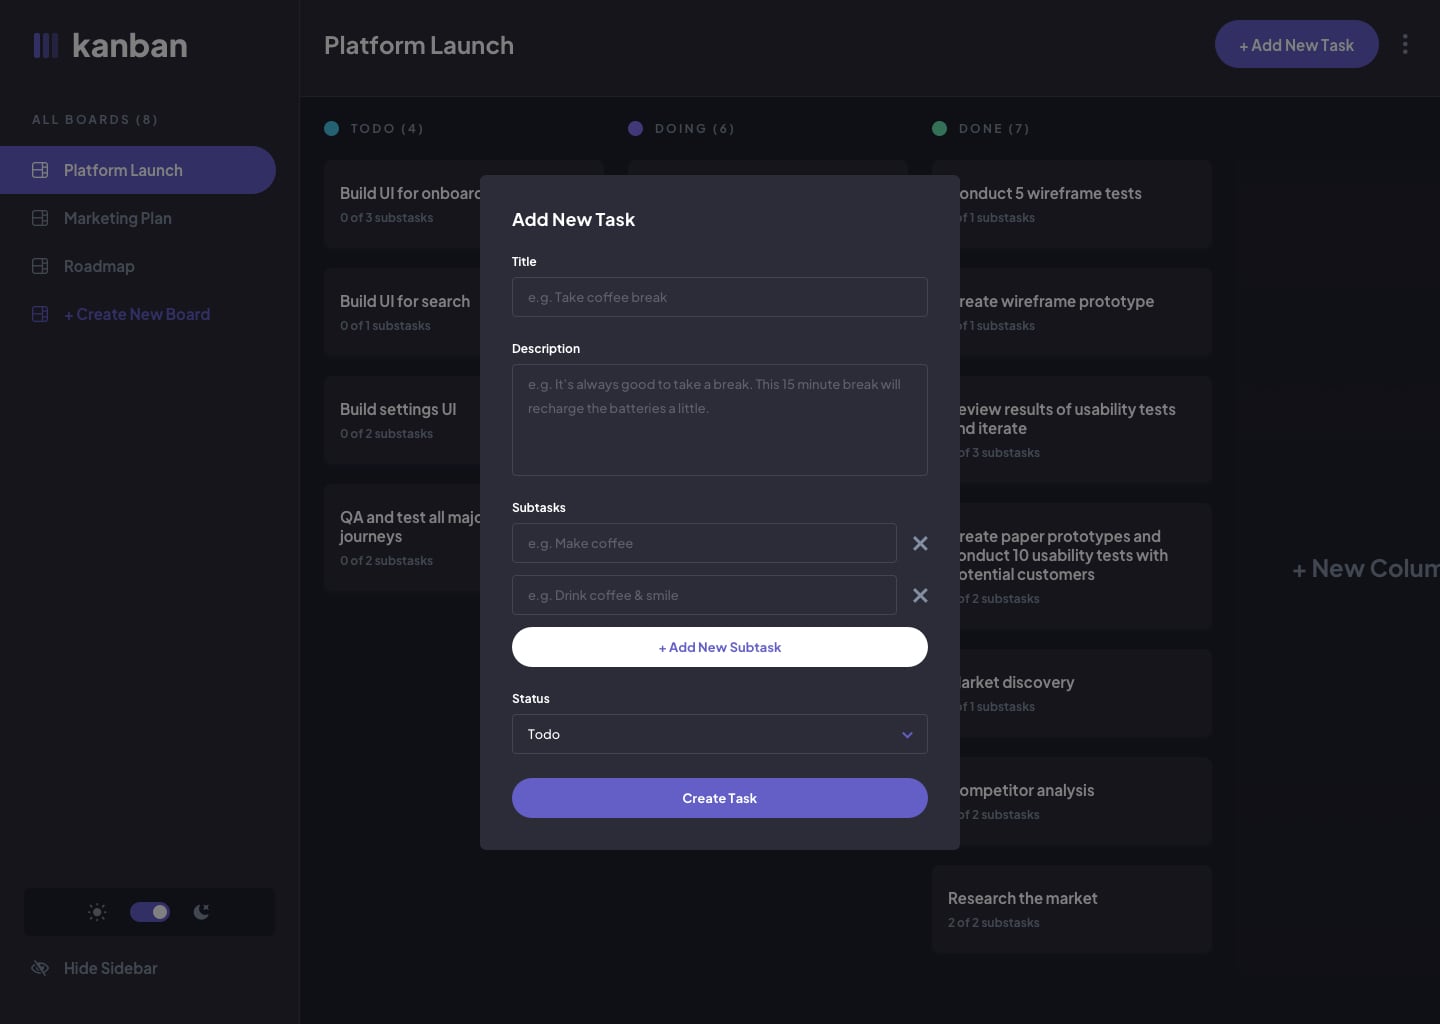 kanban
ALL BOARDS (8)
Platform Launch
Marketing Plan
Roadmap
+ Create New Board
Hide Sidebar
Platform Launch
+ Add New Task
TODO (4)
Build UI for onboard
0 of 3 substasks
Build UI for search
0 of 1 substasks
Build settings UI
0 of 2 substasks
QA and test all majo
journeys
0 of 2 substasks
DOING (6)
Add New Task
Title
e.g. Take coffee break
Description
e.g. It's always good to take a break. This 15 minute break will
recharge the batteries a little.
Subtasks
e.g. Make coffee
e.g. Drink coffee & smile
+ Add New Subtask
Status
Todo
Create Task
DONE (7)
onduct 5 wireframe tests
of 1 substasks
reate wireframe prototype
of 1 substasks
eview results of usability tests
nd iterate
of 3 substasks
reate paper prototypes and
onduct 10 usability tests with
otential customers
of 2 substasks
arket discovery
of 1 substasks
ompetitor analysis
of 2 substasks
Research the market
2 of 2 substasks
+ New Colum